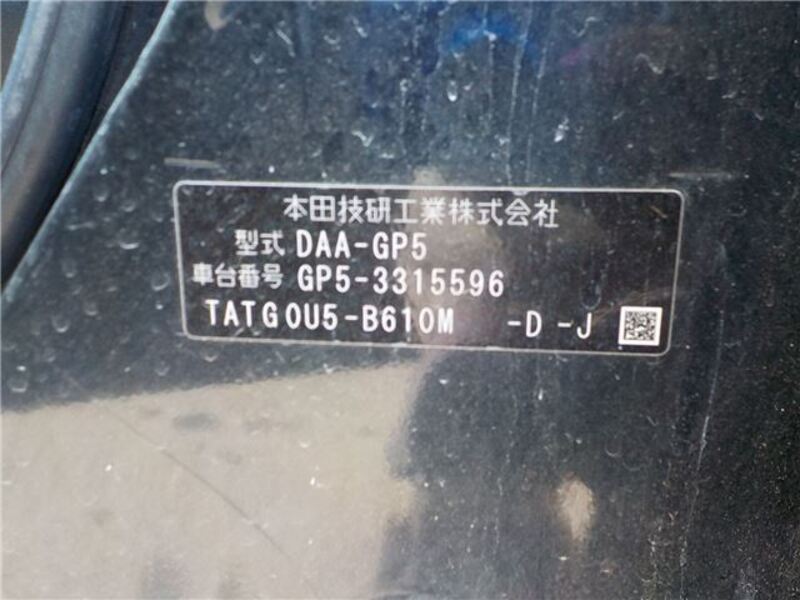 本田技研工業株式会社
型式 DAA-GP5
車台番号 GP5-3315596
TATG0U5-B610M -D -J